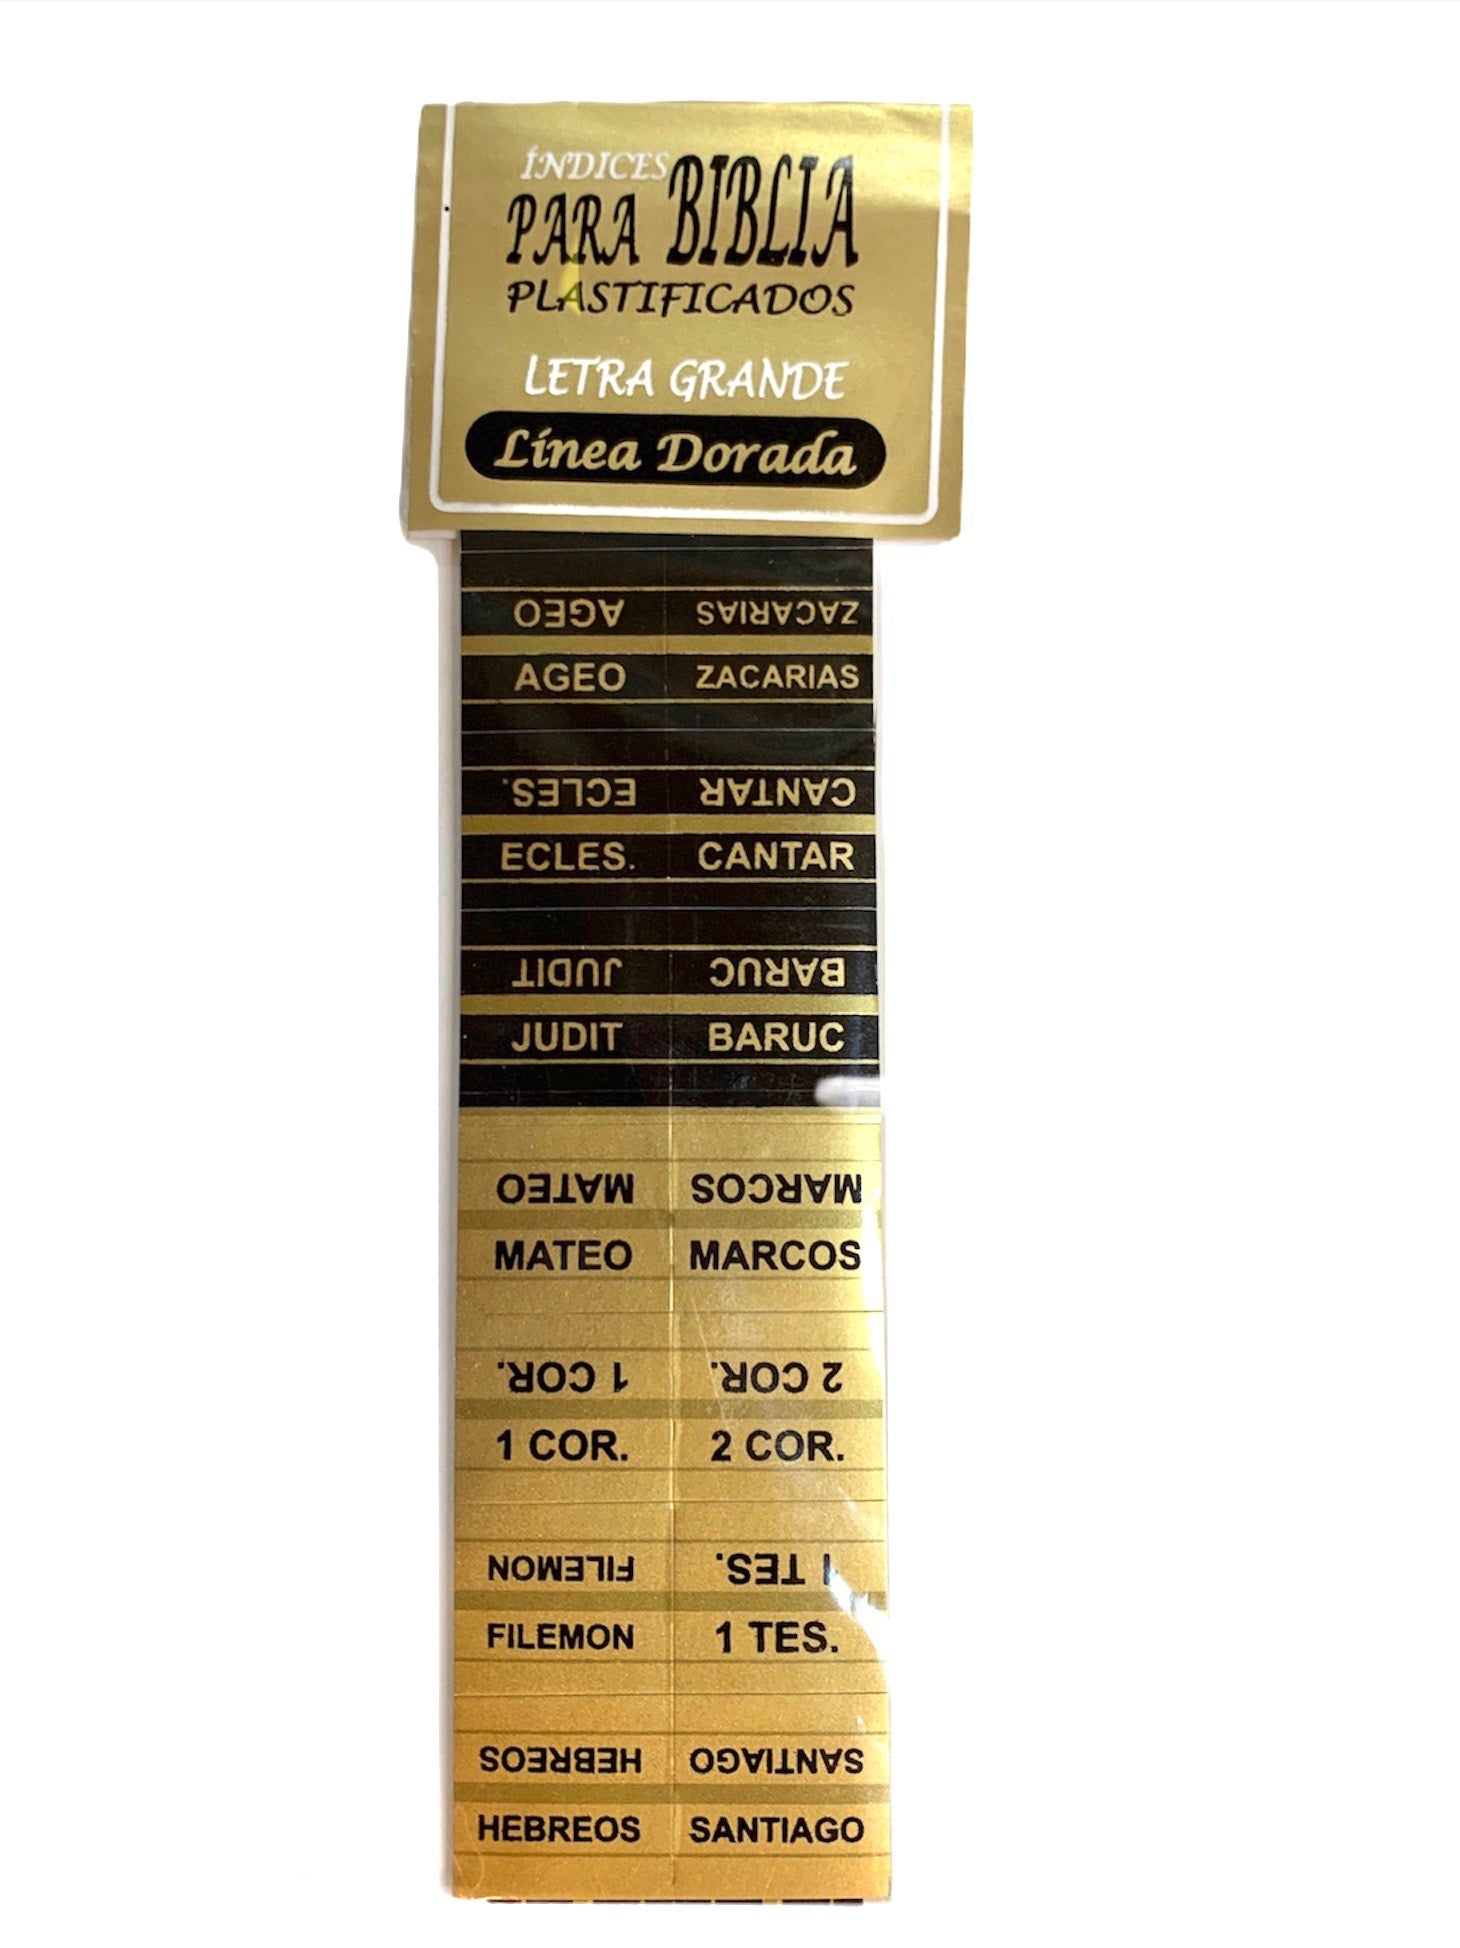 ÍNDICES
PARA BIBLIA
PLASTIFICADOS
LETRA GRANDE
Línea Dorada
AGEO ZACARIAS
AGEO ZACARIAS
ECLES. CANTAR
ECLES. CANTAR
JUDIT BARUC
JUDIT BARUC
MATEO MARCOS
MATEO MARCOS
1 COR. 2 COR.
1 COR. 2 COR.
FILEMON 1 TES.
FILEMON 1 TES.
HEBREOS SANTIAGO
HEBREOS SANTIAGO